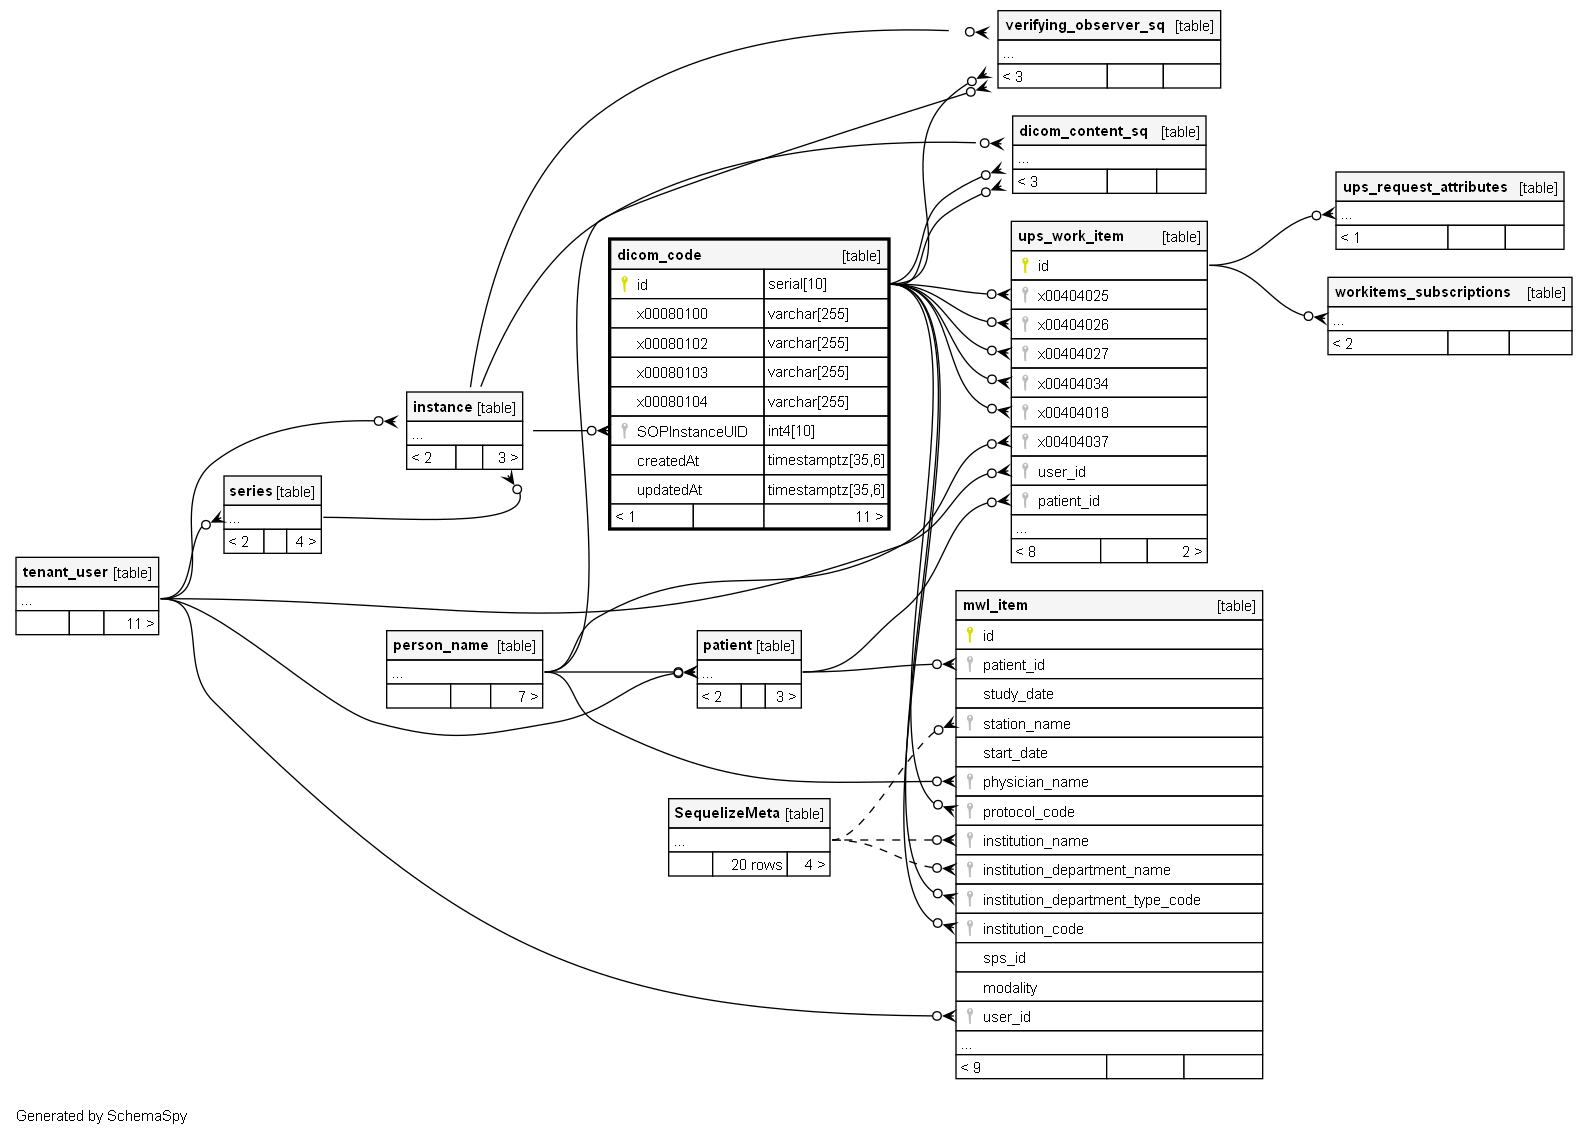 verifying_observer_sq [table]
...
< 3
dicom_content_sq [table]
...
< 3
ups_request_attributes [table]
...
< 1
ups_work_item [table]
id
x00404025
x00404026
x00404027
x00404034
x00404018
x00404037
user_id
patient_id
...
< 8 2 >
workitems_subscriptions [table]
...
< 2
dicom_code [table]
id serial[10]
x00080100 varchar[255]
x00080102 varchar[255]
x00080103 varchar[255]
x00080104 varchar[255]
SOPInstanceUID int4[10]
createdAt timestamptz[35,6]
updatedAt timestamptz[35,6]
< 1 11 >
instance [table]
...
< 2 3 >
series [table]
...
< 2 4 >
tenant_user [table]
...
11 >
person_name [table]
...
7 >
patient [table]
...
< 2 3 >
mwl_item [table]
id
patient_id
study_date
station_name
start_date
physician_name
protocol_code
institution_name
institution_department_name
institution_department_type_code
institution_code
sps_id
modality
user_id
...
< 9
SequelizeMeta [table]
...
20 rows 4 >
Generated by SchemaSpy